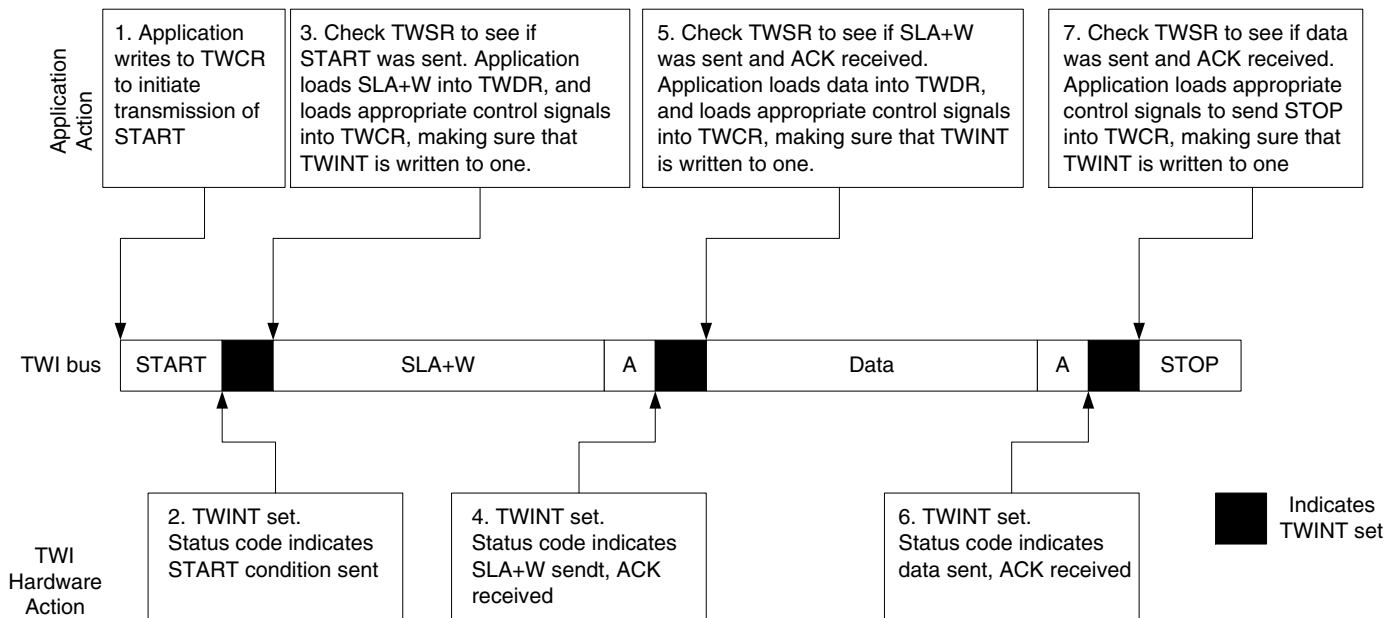 Application
Action
1. Application
writes to TWCR
to initiate
transmission of
START
3. Check TWSR to see if
START was sent. Application
loads SLA+W into TWDR, and
loads appropriate control signals
into TWCR, making sure that
TWINT is written to one.
5. Check TWSR to see if SLA+W
was sent and ACK received.
Application loads data into TWDR,
and loads appropriate control signals
into TWCR, making sure that TWINT
is written to one.
7. Check TWSR to see if data
was sent and ACK received.
Application loads appropriate
control signals to send STOP
into TWCR, making sure that
TWINT is written to one
TWI bus
START
SLA+W
A
Data
A
STOP
TWI
Hardware
Action
2. TWINT set.
Status code indicates
START condition sent
4. TWINT set.
Status code indicates
SLA+W sendt, ACK
received
6. TWINT set.
Status code indicates
data sent, ACK received
Indicates
TWINT set